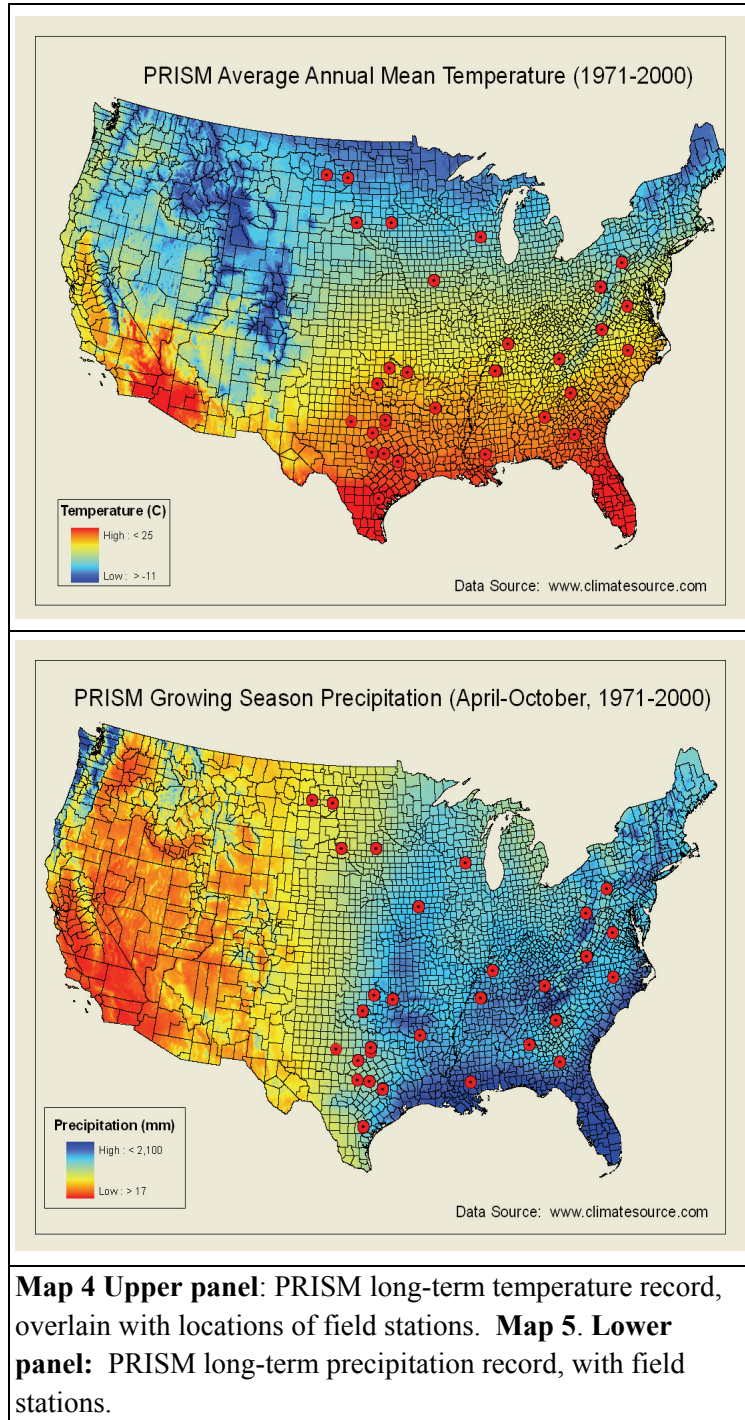 PRISM Average Annual Mean Temperature (1971-2000)
Temperature (C)
High : < 25
Low : > -11
Data Source: www.climatesource.com
PRISM Growing Season Precipitation (April-October, 1971-2000)
Precipitation (mm)
High : < 2,100
Low : > 17
Data Source: www.climatesource.com
Map 4 Upper panel: PRISM long-term temperature record,
overlain with locations of field stations. Map 5. Lower
panel: PRISM long-term precipitation record, with field
stations.